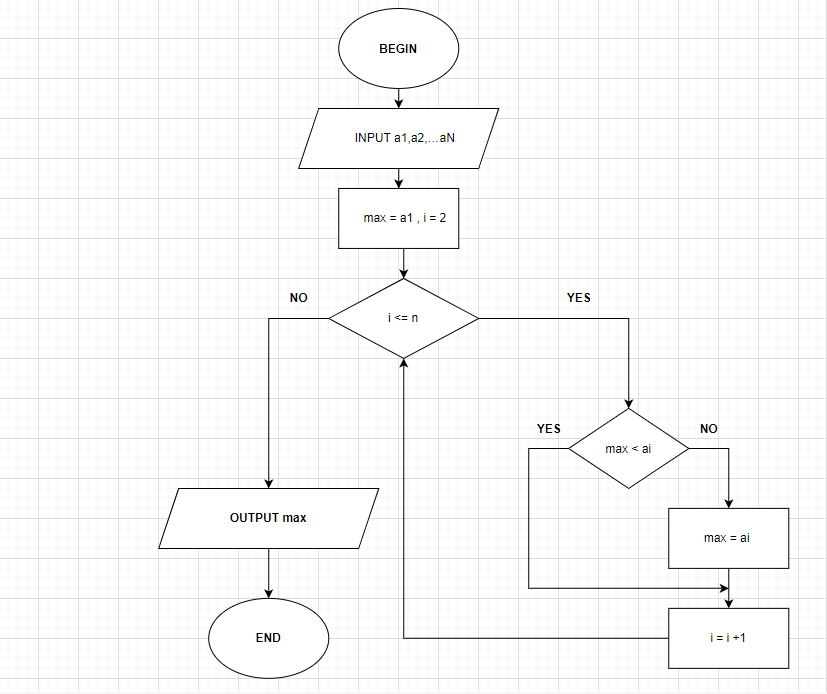 BEGIN
INPUT a1,a2,...aN
max = a1 , i = 2
NO
YES
i <= n
YES
NO
max < ai
OUTPUT max
max = ai
END
i = i +1